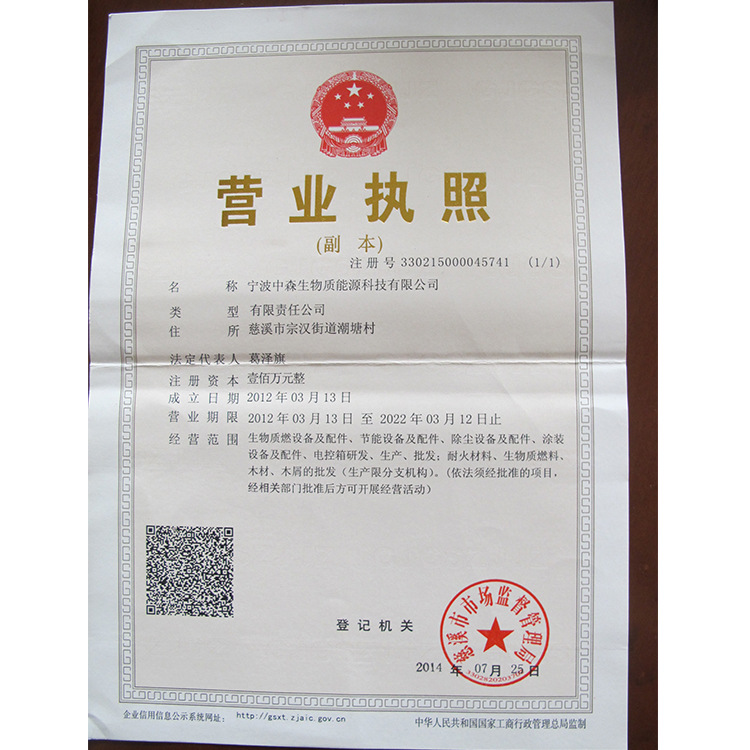 营业执照
(副 本)
注册号 330215000045741 (1/1)
名称 宁波中森生物质能源科技有限公司
类型 有限责任公司
住所 慈溪市宗汉街道潮塘村
法定代表人 葛泽旗
注册资本 壹佰万元整
成立日期 2012年03月13日
营业期限 2012年03月13日 至 2022年03月12日止
经营范围 生物质燃设备及配件、节能设备及配件、除尘设备及配件、涂装
设备及配件、电控箱研发、生产、批发；耐火材料、生物质燃料、
木材、木屑的批发（生产限分支机构）。（依法须经批准的项目，
经相关部门批准后方可开展经营活动）
登记机关
慈溪市市场监督管理局
2014 年 07 月 25 日
企业信用信息公示系统网址： http://gsxt.zjaic.gov.cn
中华人民共和国国家工商行政管理总局监制